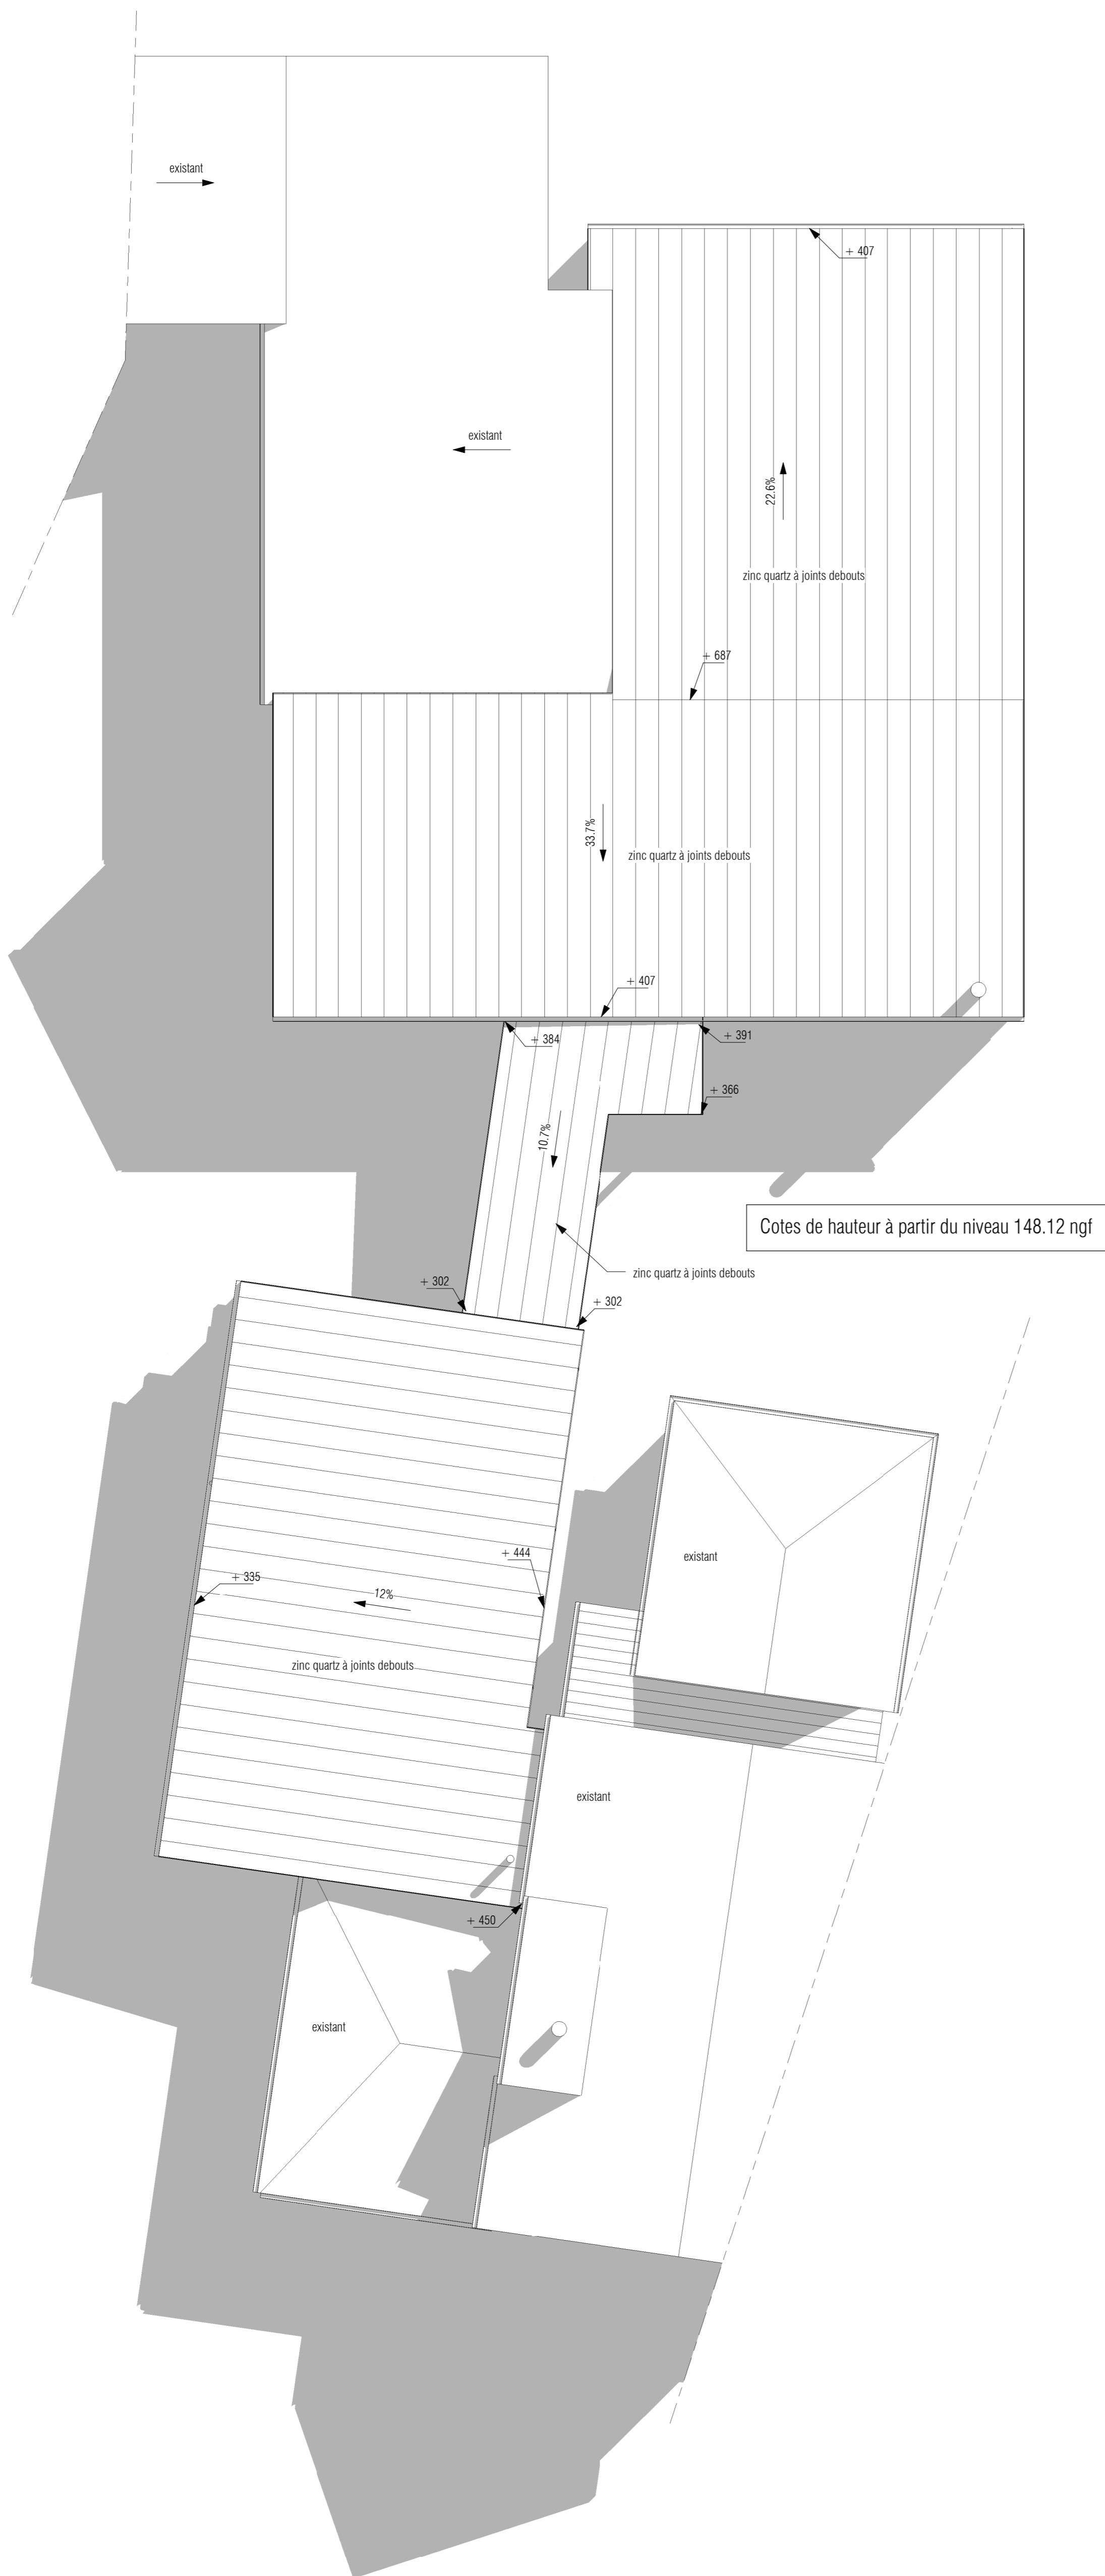 existant
+ 407
existant
22.6%
zinc quartz à joints debouts
+ 687
33.7%
zinc quartz à joints debouts
+ 407
+ 384
+ 391
+ 366
10.7%
Cotes de hauteur à partir du niveau 148.12 ngf
zinc quartz à joints debouts
+ 302
+ 302
+ 444
existant
+ 335
12%
zinc quartz à joints debouts
existant
+ 450
existant